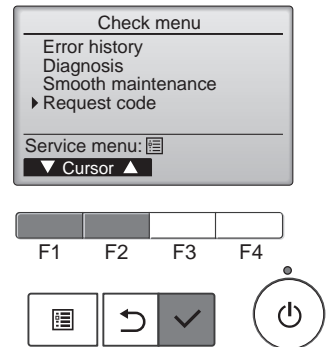 Check menu
Error history
Diagnosis
Smooth maintenance
Request code
Service menu:
▼ Cursor ▲
F1 F2 F3 F4